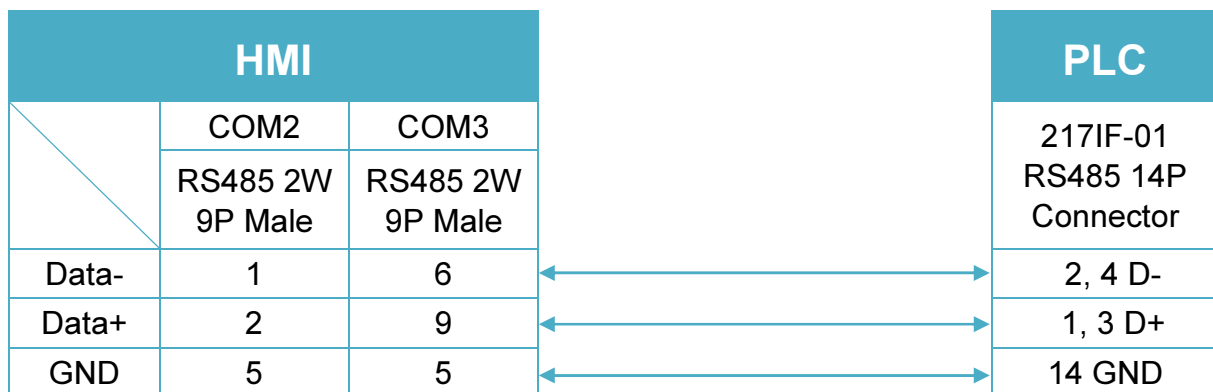 HMI PLC
COM2 COM3
217IF-01
RS485 14P
Connector
RS485 2W
9P Male
RS485 2W
9P Male
Data- 1 6 2, 4 D-
Data+ 2 9 1, 3 D+
GND 5 5 14 GND